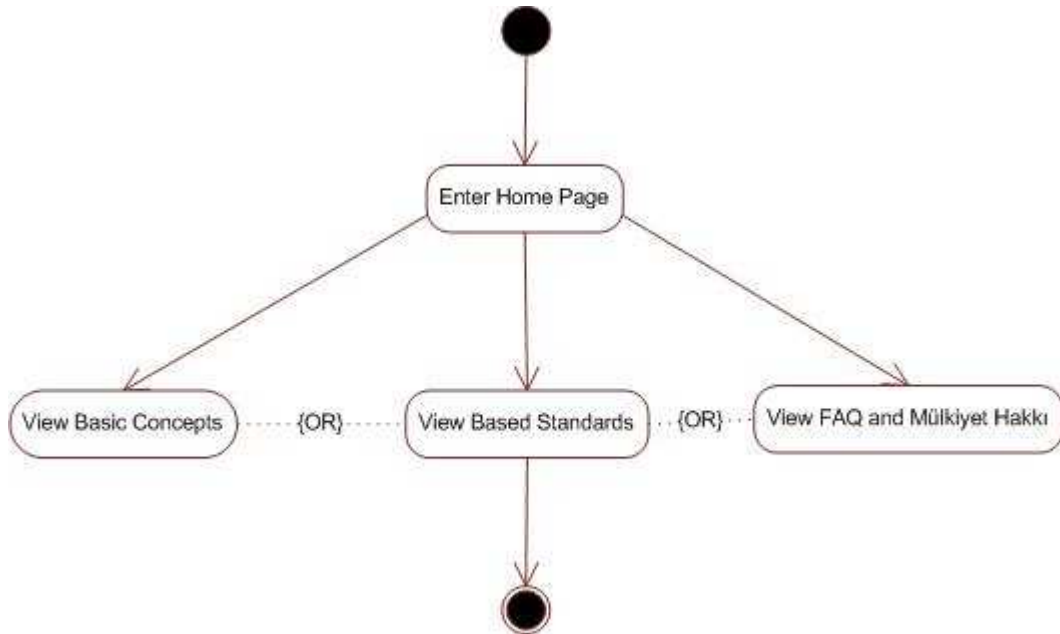 Enter Home Page
View Basic Concepts
{OR}
View Based Standards
{OR}
View FAQ and Mülkiyet Hakkı